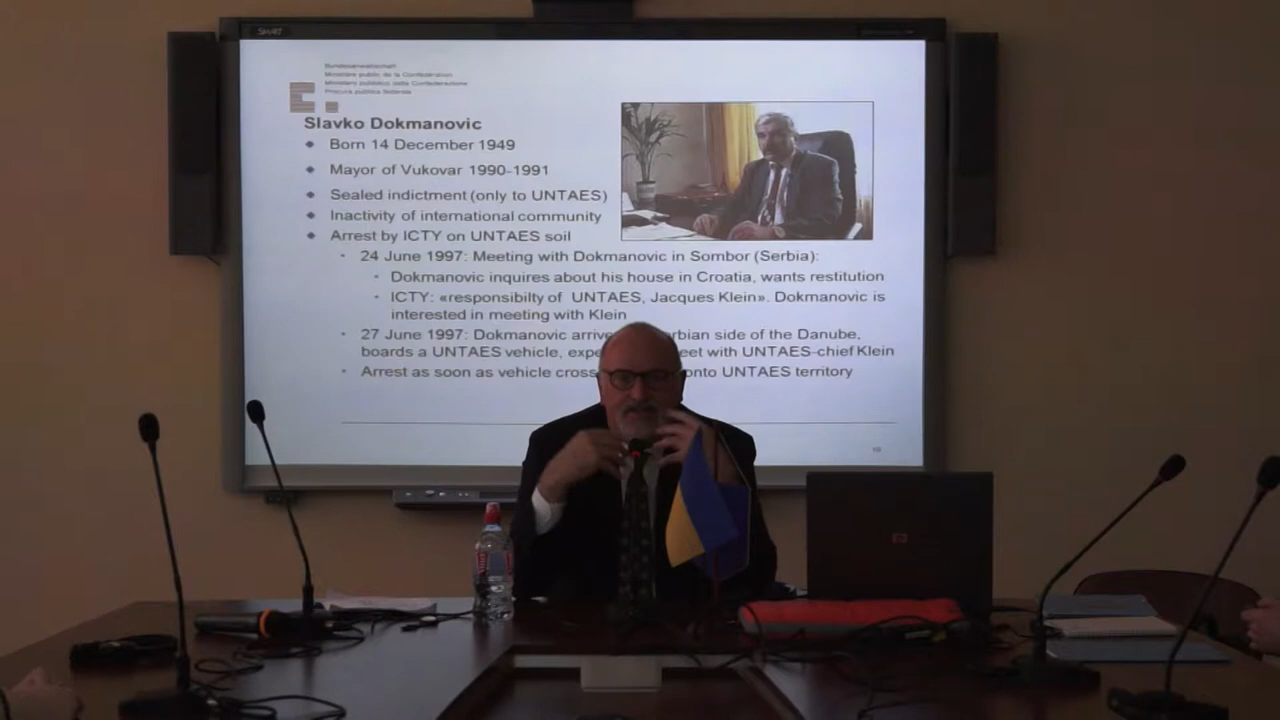 SMART
Bundesanwaltschaft
Ministère public de la Confédération
Ministero pubblico della Confederazione
Procura publica federala
Slavko Dokmanovic
Born 14 December 1949
Mayor of Vukovar 1990-1991
Sealed indictment (only to UNTAES)
Inactivity of international community
Arrest by ICTY on UNTAES soil
24 June 1997: Meeting with Dokmanovic in Sombor (Serbia):
Dokmanovic inquires about his house in Croatia, wants restitution
ICTY: «responsibilty of UNTAES, Jacques Klein». Dokmanovic is
interested in meeting with Klein
27 June 1997: Dokmanovic arrive rbian side of the Danube,
boards a UNTAES vehicle, expe eet with UNTAES-chief Klein
Arrest as soon as vehicle cross onto UNTAES territory
hp